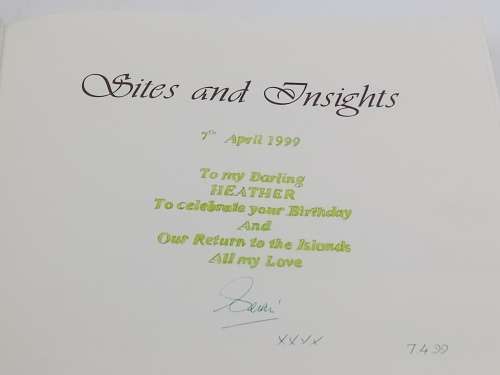 Sites and Insights
7th April 1999
To my Darling
HEATHER
To celebrate your Birthday
And
Our Return to the Islands
All my Love
xxxx
7.4.99